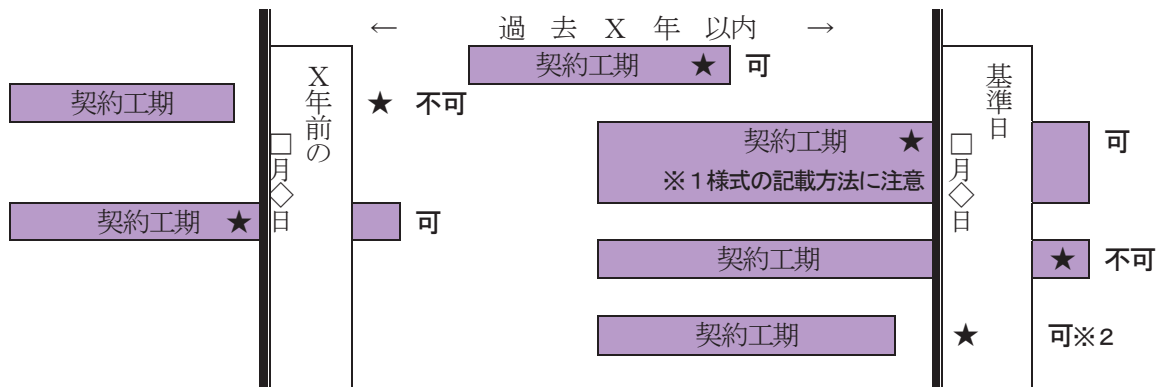 ← 過 去 X 年 以内 →
契約工期 ★ 可
契約工期
★ 不可
X年前の
□月◇日
契約工期 ★
可
基準日
□月◇日
契約工期 ★
※1様式の記載方法に注意
可
契約工期
★ 不可
契約工期
★
可※2